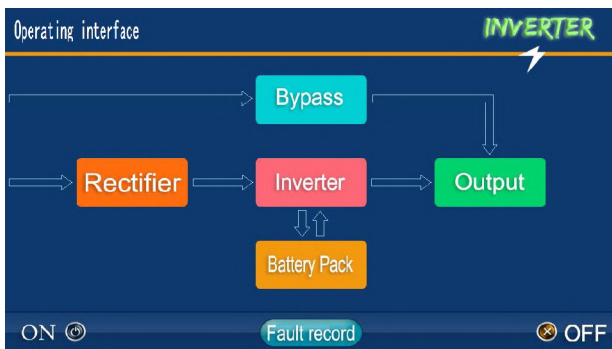 Operating interface
INVERTER
Bypass
Rectifier
Inverter
Output
Battery Pack
ON
Fault record
OFF